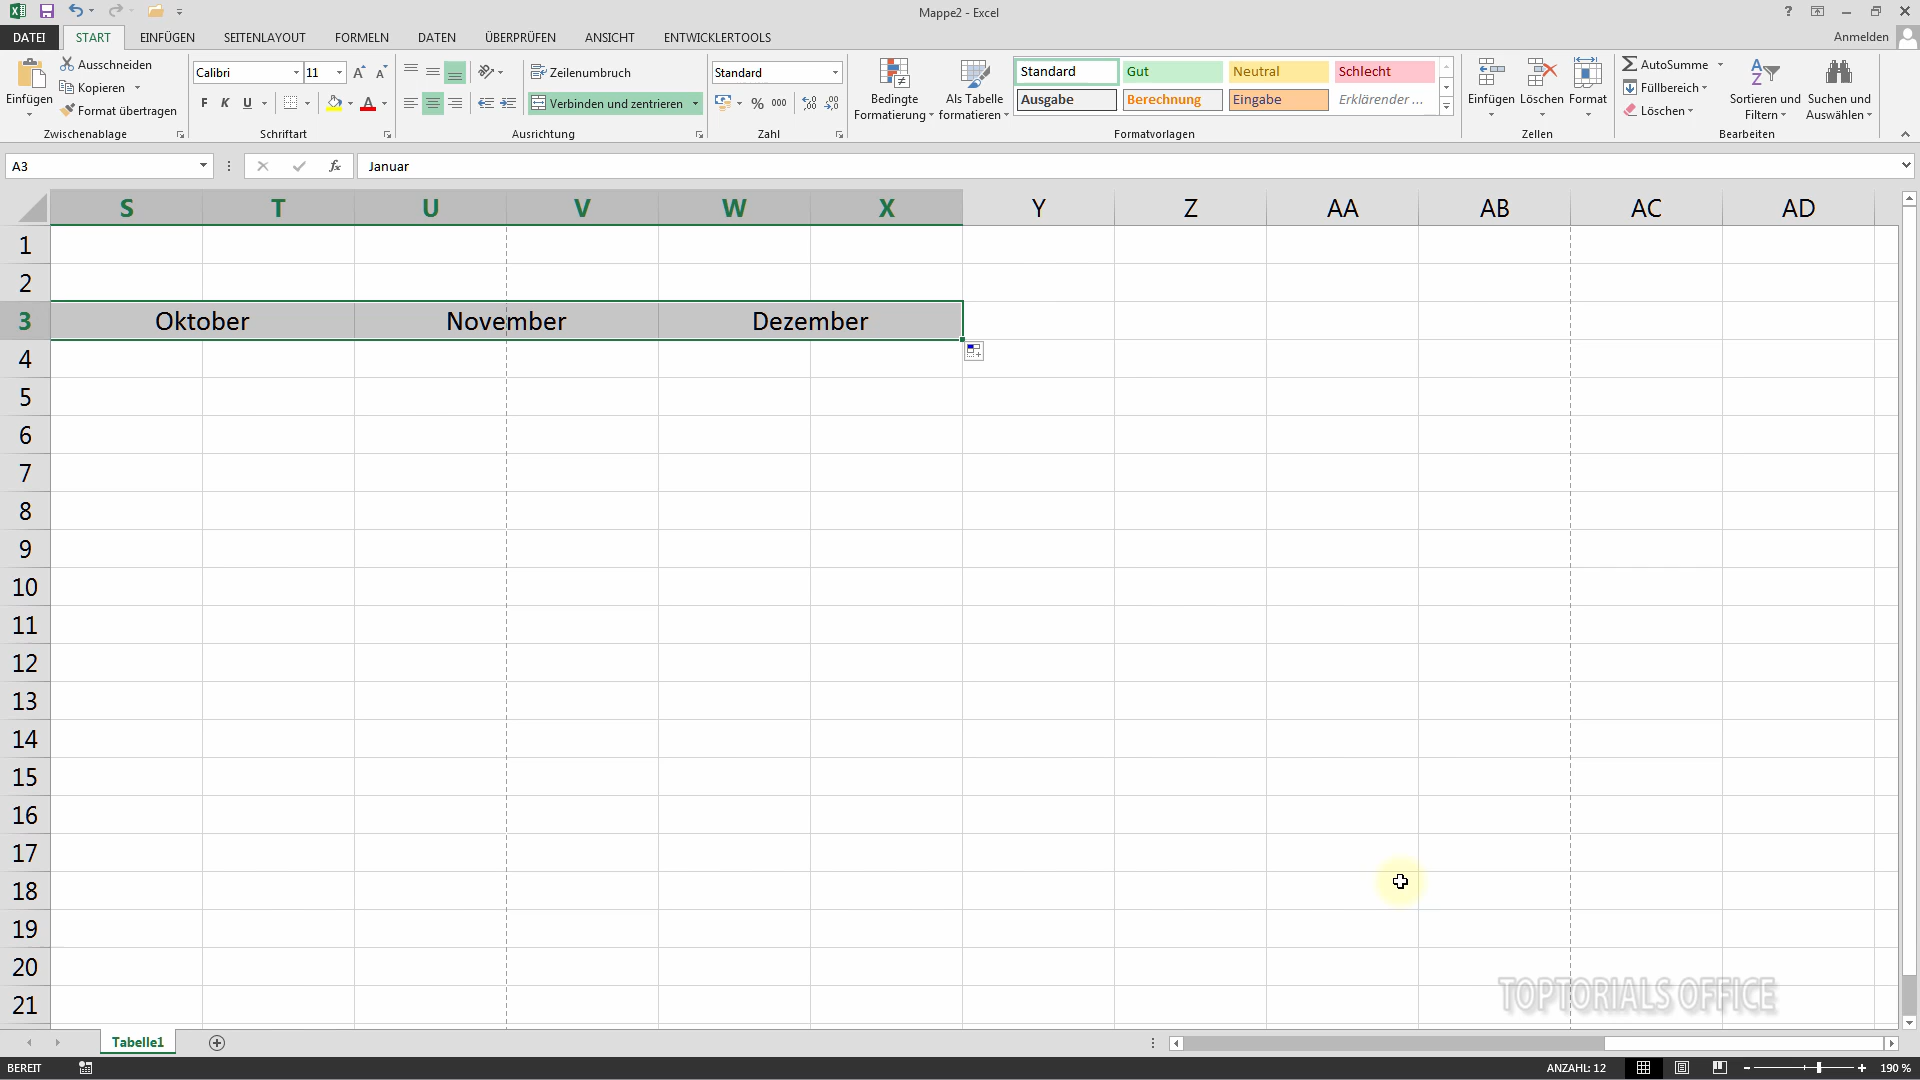 Mappe2 - Excel
?
DATEI START EINFÜGEN SEITENLAYOUT FORMELN DATEN ÜBERPRÜFEN ANSICHT ENTWICKLERTOOLS Anmelden
Einfügen
Ausschneiden
Kopieren
Format übertragen
Zwischenablage
Calibri 11
F K U
Schriftart
Zeilenumbruch
Verbinden und zentrieren
Ausrichtung
Standard
% 000
Zahl
Bedingte
Formatierung
Als Tabelle
formatieren
Standard Gut Neutral Schlecht
Ausgabe Berechnung Eingabe Erklärender ...
Formatvorlagen
Einfügen Löschen Format
Zellen
AutoSumme
Füllbereich
Löschen
Sortieren und
Filtern
Suchen und
Auswählen
Bearbeiten
A3 fx Januar
S T U V W X Y Z AA AB AC AD
1
2
3 Oktober November Dezember
4
5
6
7
8
9
10
11
12
13
14
15
16
17
18
19
20
21
TOPTORIALS OFFICE
Tabelle1
BEREIT ANZAHL: 12 190 %